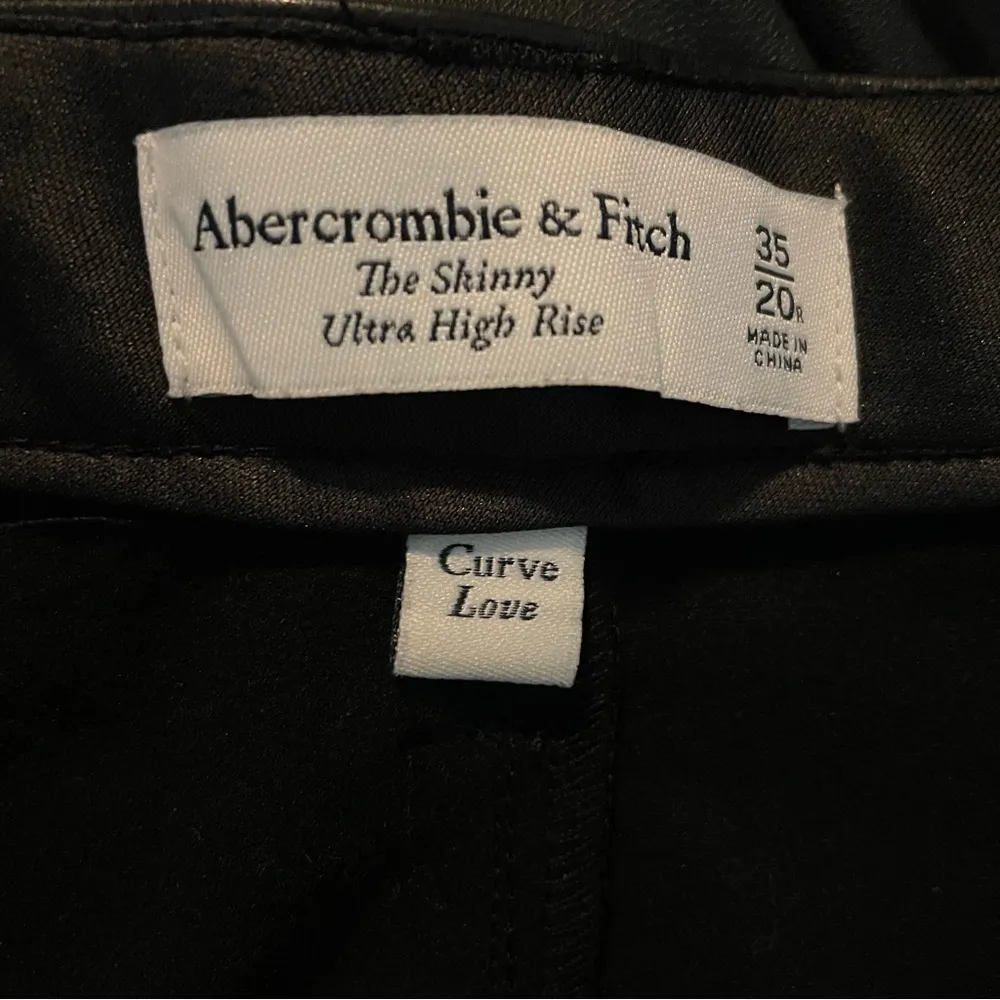 Abercrombie & Fitch
The Skinny
Ultra High Rise
35
20R
MADE IN
CHINA
Curve
Love